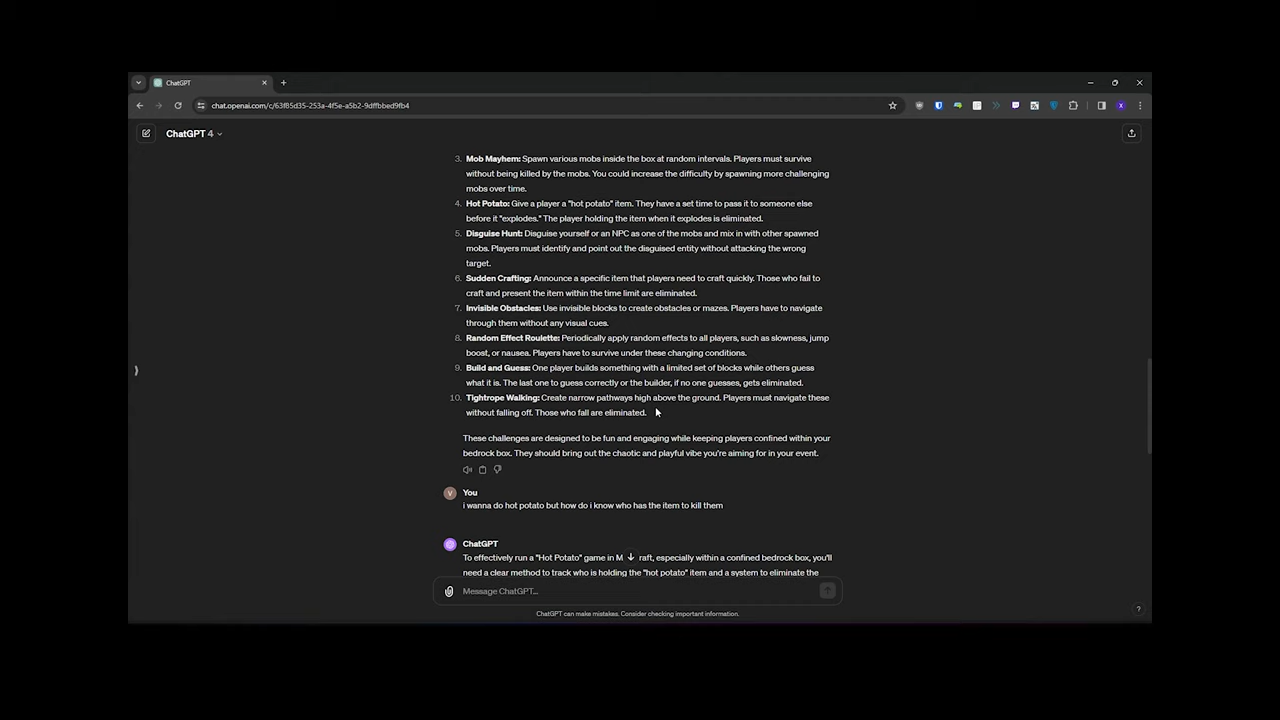 ChatGPT
chat.openai.com/c/63f85d35-253a-4f5e-a5b2-9dffbbed9fb4
ChatGPT 4
3. Mob Mayhem: Spawn various mobs inside the box at random intervals. Players must survive
without being killed by the mobs. You could increase the difficulty by spawning more challenging
mobs over time.
4. Hot Potato: Give a player a "hot potato" item. They have a set time to pass it to someone else
before it "explodes." The player holding the item when it explodes is eliminated.
5. Disguise Hunt: Disguise yourself or an NPC as one of the mobs and mix in with other spawned
mobs. Players must identify and point out the disguised entity without attacking the wrong
target.
6. Sudden Crafting: Announce a specific item that players need to craft quickly. Those who fail to
craft and present the item within the time limit are eliminated.
7. Invisible Obstacles: Use invisible blocks to create obstacles or mazes. Players have to navigate
through them without any visual cues.
8. Random Effect Roulette: Periodically apply random effects to all players, such as slowness, jump
boost, or nausea. Players have to survive under these changing conditions.
9. Build and Guess: One player builds something with a limited set of blocks while others guess
what it is. The last one to guess correctly or the builder, if no one guesses, gets eliminated.
10. Tightrope Walking: Create narrow pathways high above the ground. Players must navigate these
without falling off. Those who fall are eliminated.
These challenges are designed to be fun and engaging while keeping players confined within your
bedrock box. They should bring out the chaotic and playful vibe you're aiming for in your event.
V You
i wanna do hot potato but how do i know who has the item to kill them
ChatGPT
To effectively run a "Hot Potato" game in M raft, especially within a confined bedrock box, you'll
need a clear method to track who is holding the "hot potato" item and a system to eliminate the
Message ChatGPT...
ChatGPT can make mistakes. Consider checking important information.
?